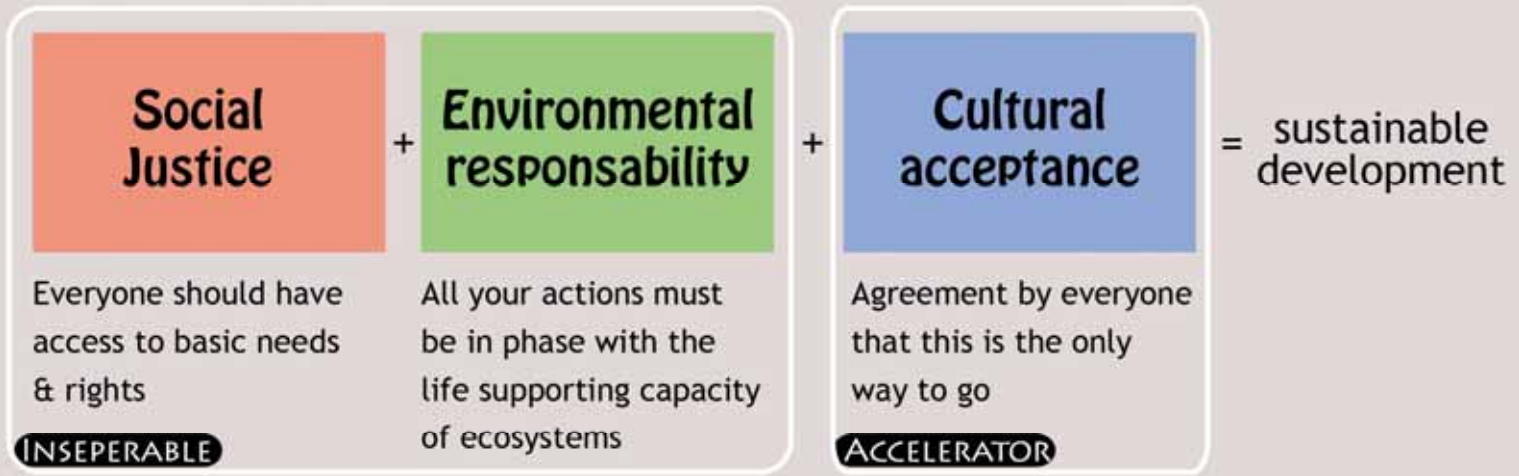 Social
Justice
+
Environmental
responsability
+
Cultural
acceptance
=
sustainable
development
Everyone should have
access to basic needs
& rights
INSEPERABLE
All your actions must
be in phase with the
life supporting capacity
of ecosystems
Agreement by everyone
that this is the only
way to go
ACCELERATOR